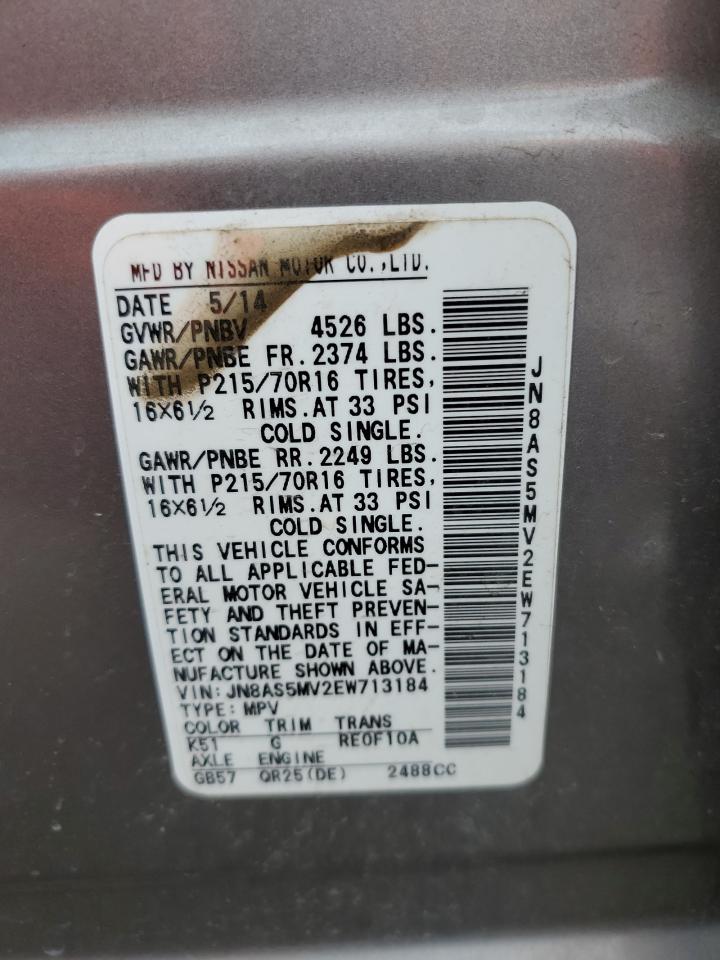 MFD BY NISSAN MOTOR CO.,LTD.
DATE 5/14
GVWR/PNBV 4526 LBS.
GAWR/PNBE FR.2374 LBS.
WITH P215/70R16 TIRES,
16X6½ RIMS.AT 33 PSI
COLD SINGLE.
GAWR/PNBE RR.2249 LBS.
WITH P215/70R16 TIRES,
16X6½ RIMS.AT 33 PSI
COLD SINGLE.
THIS VEHICLE CONFORMS
TO ALL APPLICABLE FED-
ERAL MOTOR VEHICLE SA-
FETY AND THEFT PREVEN-
TION STANDARDS IN EFF-
ECT ON THE DATE OF MA-
NUFACTURE SHOWN ABOVE.
VIN: JN8AS5MV2EW713184
TYPE: MPV
COLOR TRIM TRANS
K51 G RE0F10A
AXLE ENGINE
GB57 QR25(DE) 2488CC
JN8AS5MV2EW713184